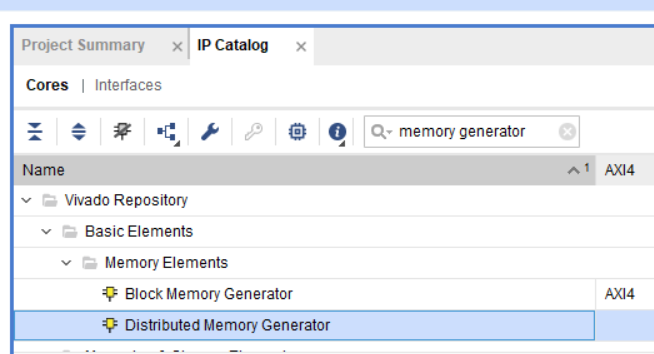 Project Summary × IP Catalog ×
Cores | Interfaces
memory generator
Name 1 AXI4
Vivado Repository
Basic Elements
Memory Elements
Block Memory Generator AXI4
Distributed Memory Generator